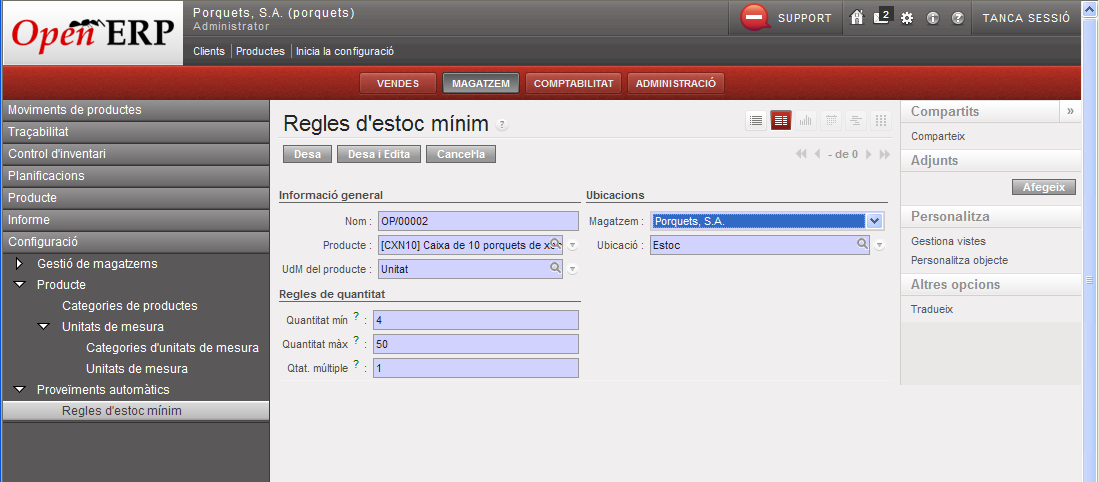 Open ERP
Porquets, S.A. (porquets)
Administrator
Clients | Productes | Inicia la configuració
SUPPORT
2
TANCA SESSIÓ
VENDES
MAGATZEM
COMPTABILITAT
ADMINISTRACIÓ
Moviments de productes
Traçabilitat
Control d'inventari
Planificacions
Producte
Informe
Configuració
Gestió de magatzems
Producte
Categories de productes
Unitats de mesura
Categories d'unitats de mesura
Unitats de mesura
Proveïments automàtics
Regles d'estoc mínim
Regles d'estoc mínim ?
Desa
Desa i Edita
Cancel·la
- de 0
Informació general
Nom : OP/00002
Producte : [CXN10] Caixa de 10 porquets de
UdM del producte : Unitat
Regles de quantitat
Quantitat mín ? : 4
Quantitat màx ? : 50
Qtat. múltiple ? : 1
Ubicacions
Magatzem : Porquets, S.A.
Ubicació : Estoc
Compartits »
Comparteix
Adjunts
Afegeix
Personalitza
Gestiona vistes
Personalitza objecte
Altres opcions
Tradueix